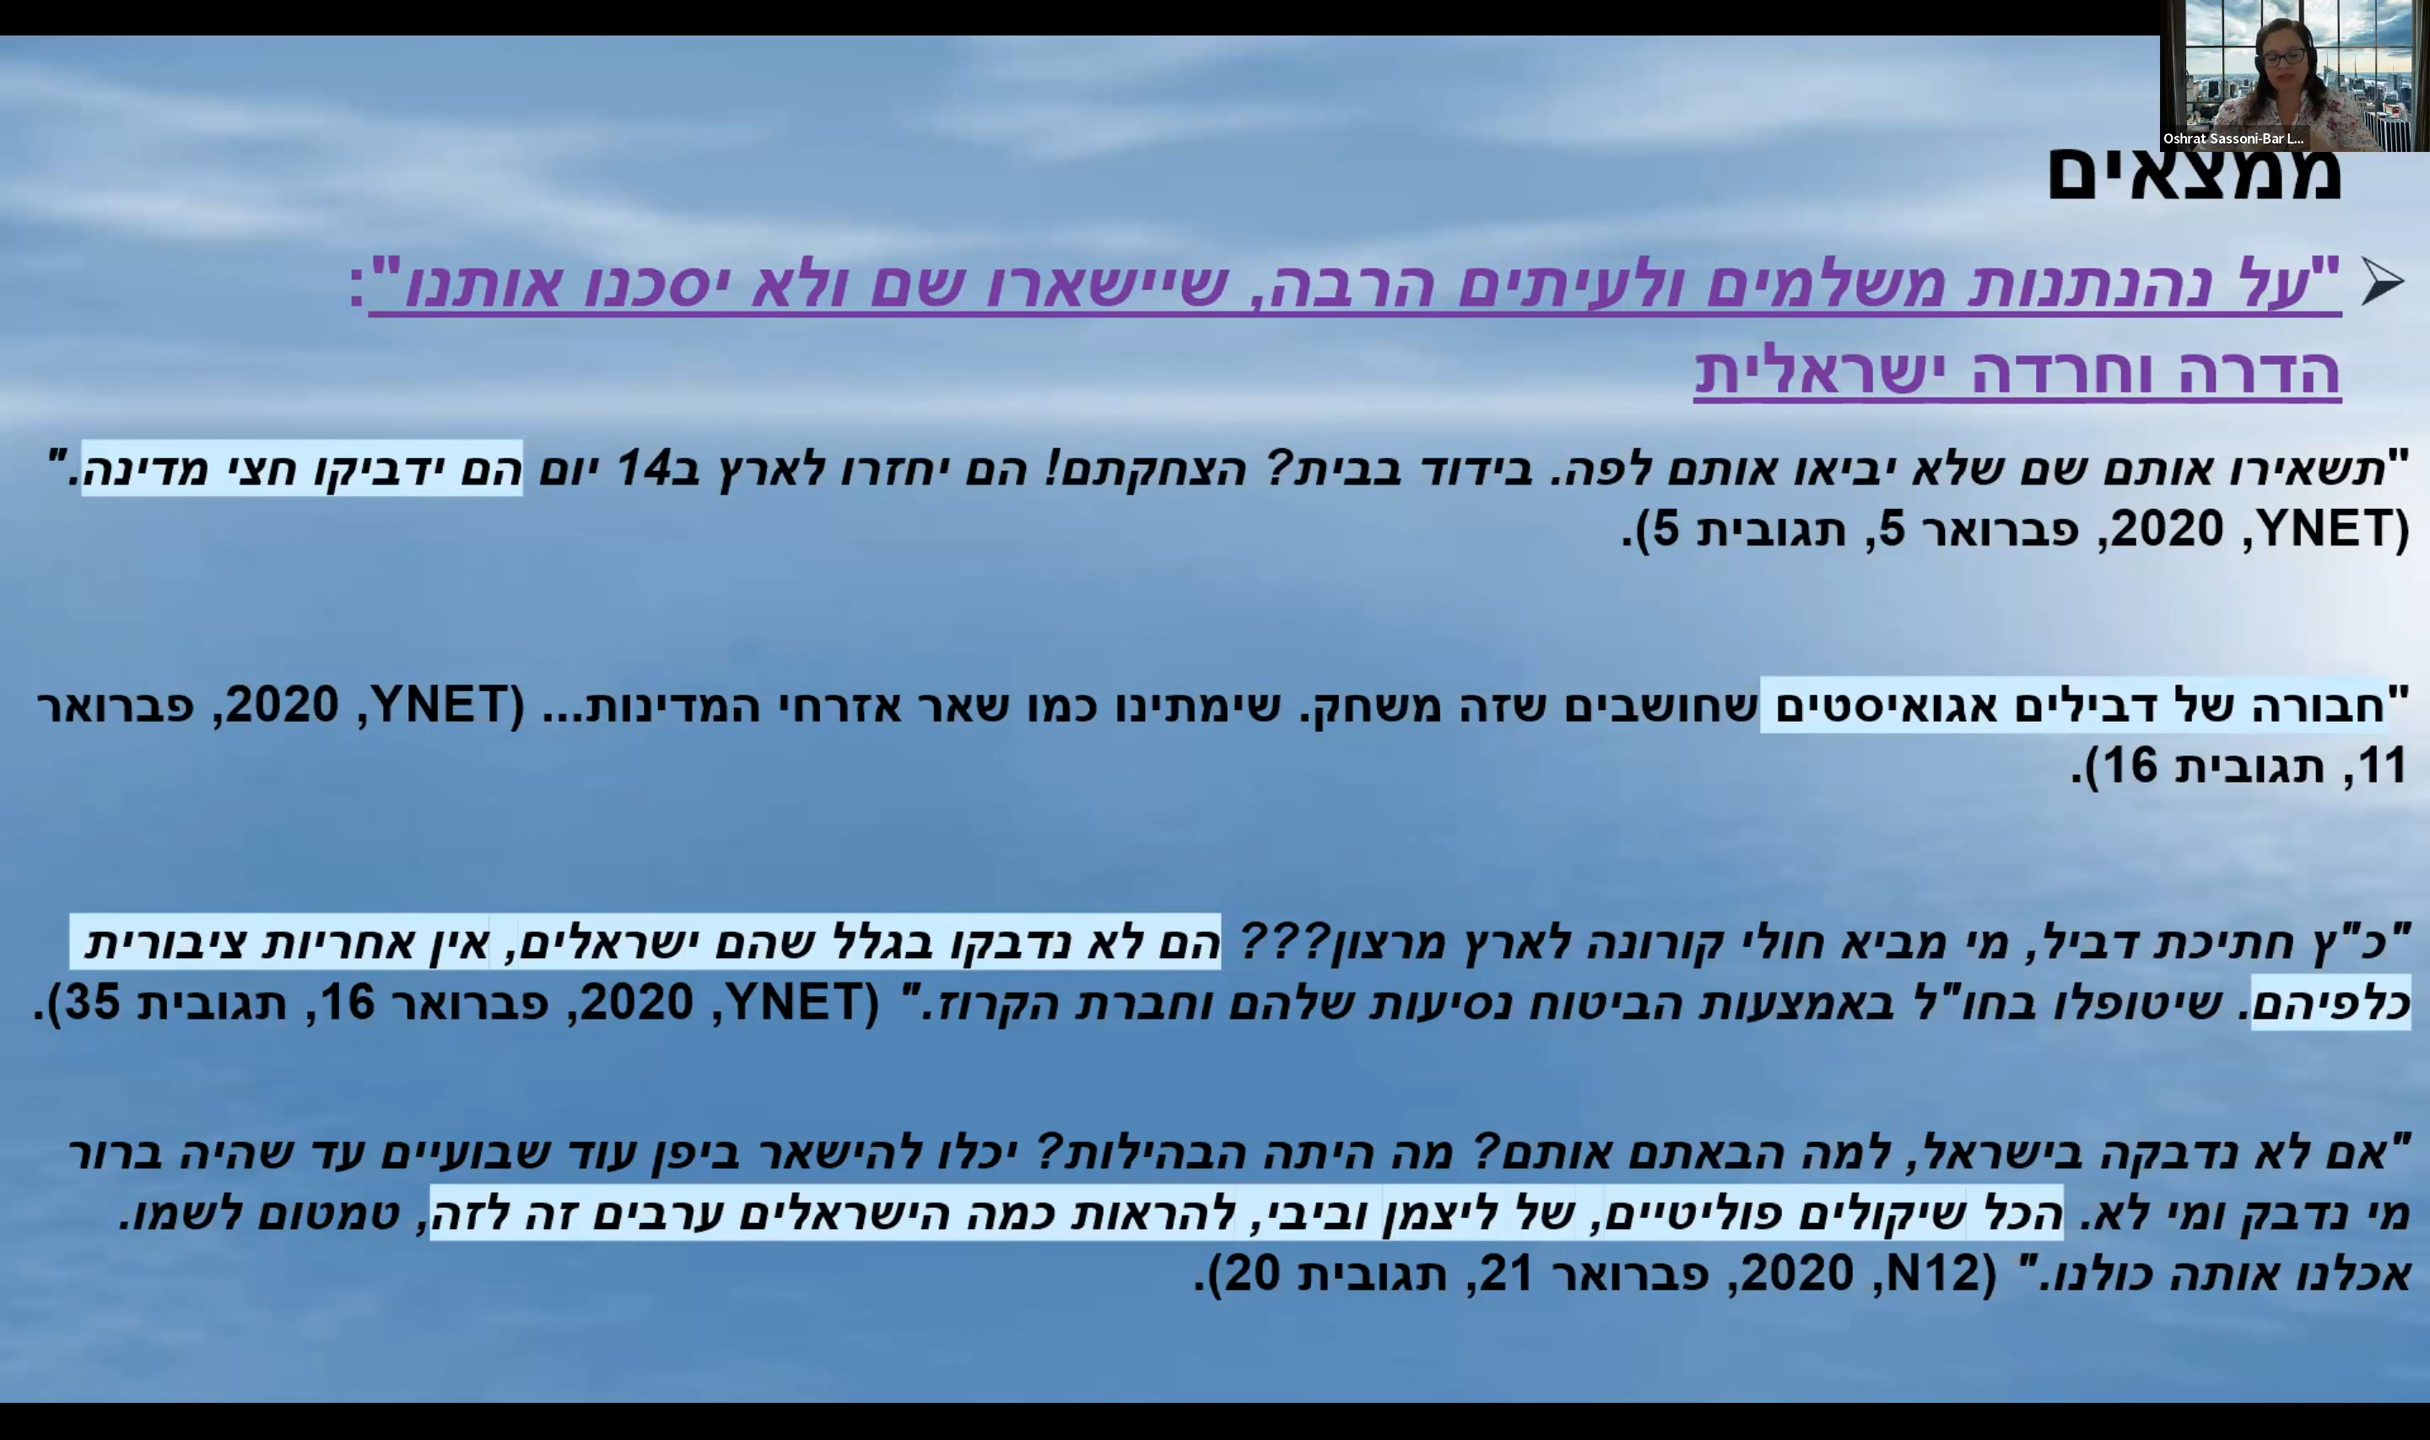 Oshrat Sassoni-Bar L...
ממצאים
"על נהנתנות משלמים ולעיתים הרבה, שיישארו שם ולא יסכנו אותנו":
הדרה וחרדה ישראלית
"תשאירו אותם שם שלא יביאו אותם לפה. בידוד בבית? הצחקתם! הם יחזרו לארץ ב14 יום הם ידביקו חצי מדינה."
(YNET, 2020, פברואר 5, תגובית 5).
"חבורה של דבילים אגואיסטים שחושבים שזה משחק. שימתינו כמו שאר אזרחי המדינות... (YNET, 2020, פברואר
11, תגובית 16).
"כ"ץ חתיכת דביל, מי מביא חולי קורונה לארץ מרצון??? הם לא נדבקו בגלל שהם ישראלים, אין אחריות ציבורית
כלפיהם. שיטופלו בחו"ל באמצעות הביטוח נסיעות שלהם וחברת הקרוז." (YNET, 2020, פברואר 16, תגובית 35).
"אם לא נדבקה בישראל, למה הבאתם אותם? מה היתה הבהילות? יכלו להישאר ביפן עוד שבועיים עד שהיה ברור
מי נדבק ומי לא. הכל שיקולים פוליטיים, של ליצמן וביבי, להראות כמה הישראלים ערבים זה לזה, טמטום לשמו.
אכלנו אותה כולנו." (N12, 2020, פברואר 21, תגובית 20).